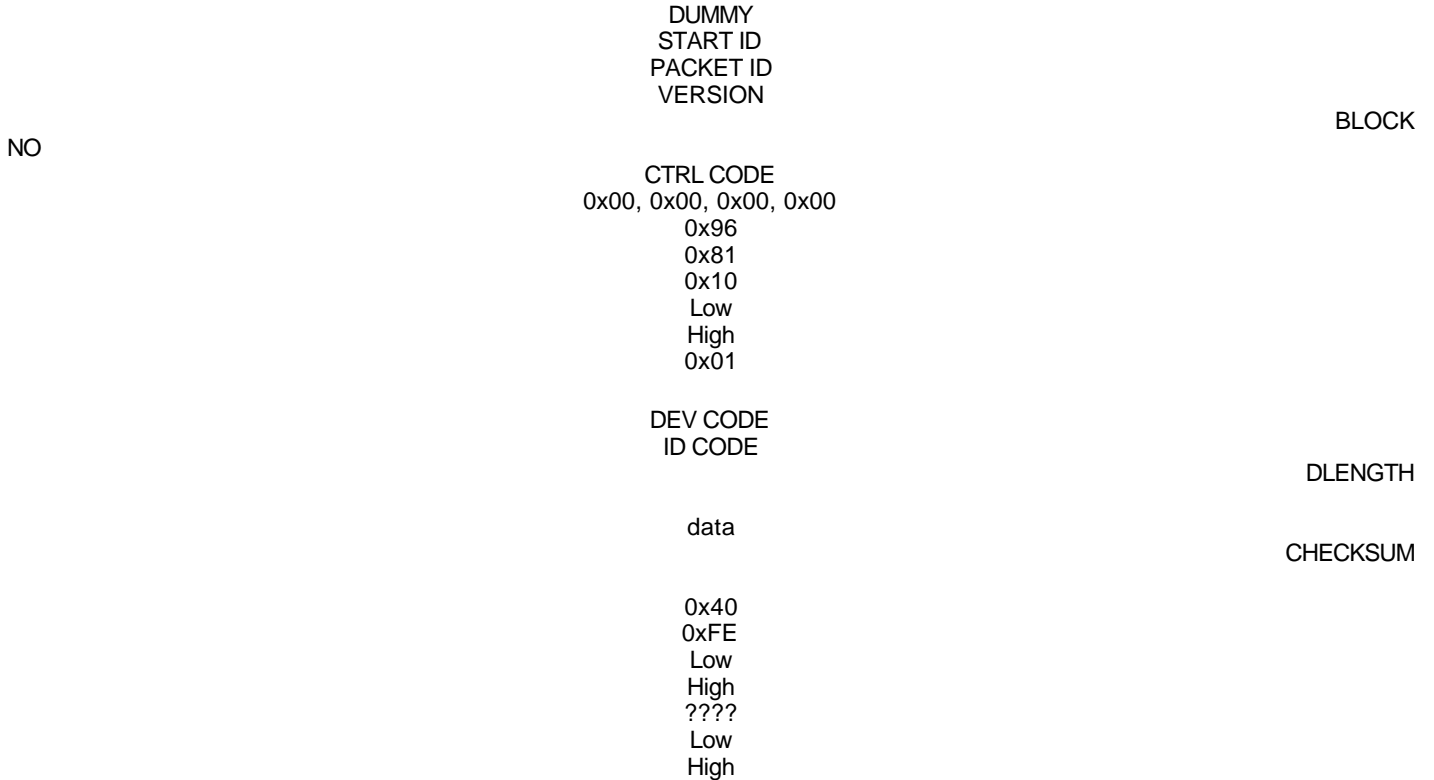 DUMMY
START ID
PACKET ID
VERSION
BLOCK
NO
CTRL CODE
0x00, 0x00, 0x00, 0x00
0x96
0x81
0x10
Low
High
0x01
DEV CODE
ID CODE
DLENGTH
data
CHECKSUM
0x40
0xFE
Low
High
????
Low
High